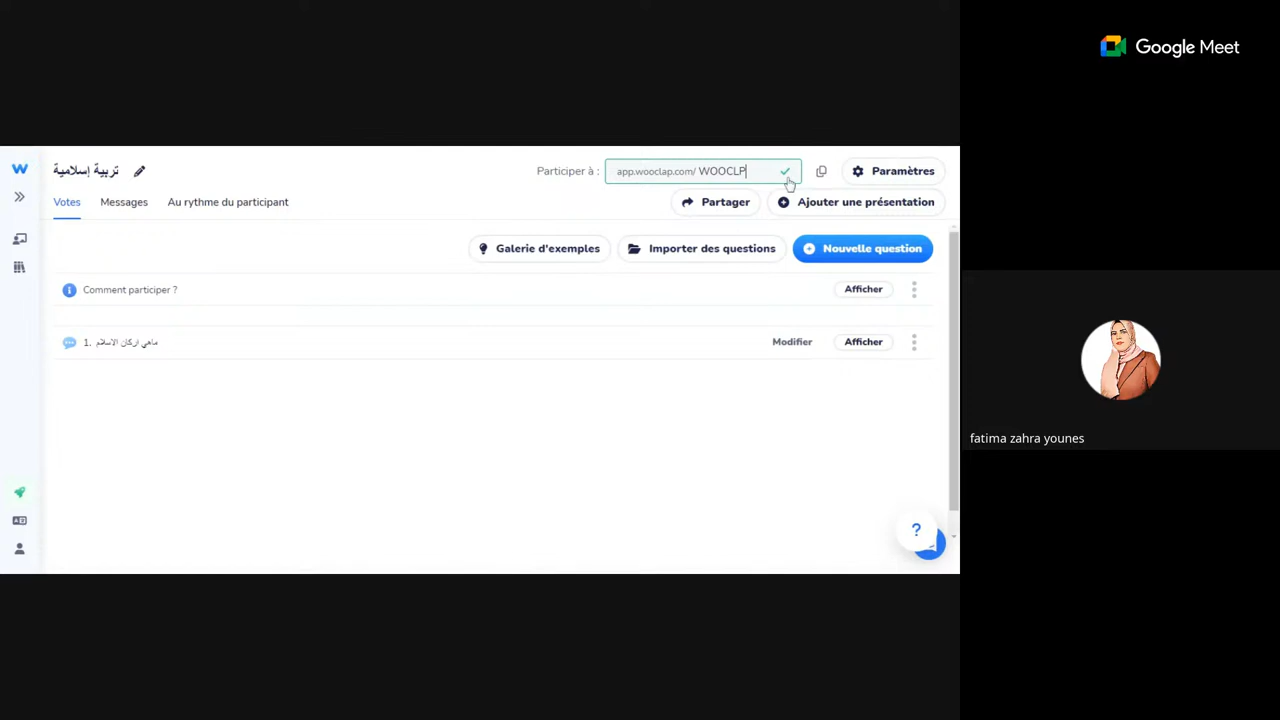 Google Meet
تربية إسلامية
Participer à :
app.wooclap.com/ WOOCLP
Paramètres
Votes
Messages
Au rythme du participant
Partager
Ajouter une présentation
Galerie d'exemples
Importer des questions
Nouvelle question
Comment participer ?
Afficher
1. ماهي اركان الاسلام
Modifier
Afficher
fatima zahra younes
?